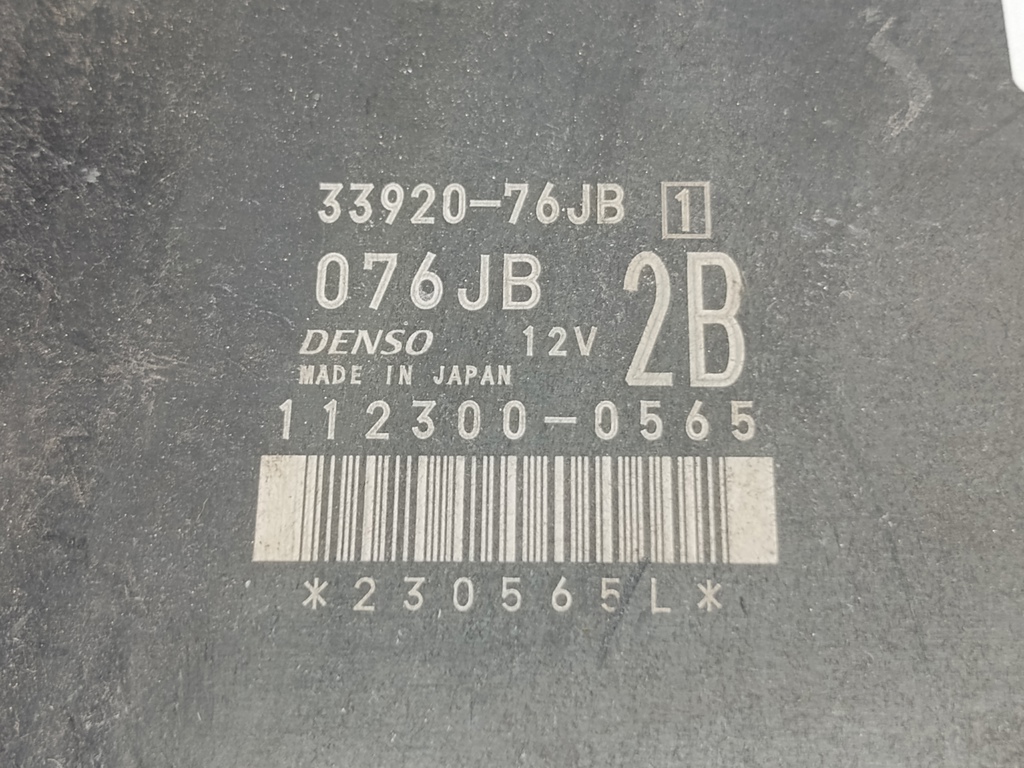 33920-76JB 1
076JB 2B
DENSO 12V
MADE IN JAPAN
112300-0565
*230565L*